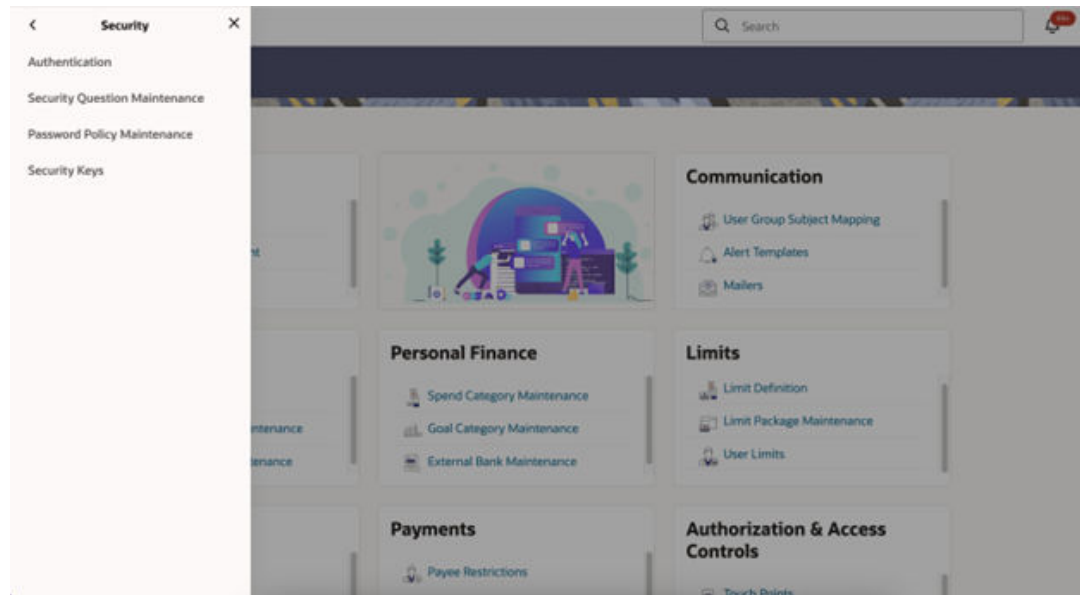 Security
Authentication
Security Question Maintenance
Password Policy Maintenance
Security Keys
Search
Communication
User Group Subject Mapping
Alert Templates
Mailers
Personal Finance
Limits
Spend Category Maintenance
Limit Definition
Goal Category Maintenance
Limit Package Maintenance
External Bank Maintenance
User Limits
Payments
Authorization & Access
Controls
Payee Restrictions
Touch Points